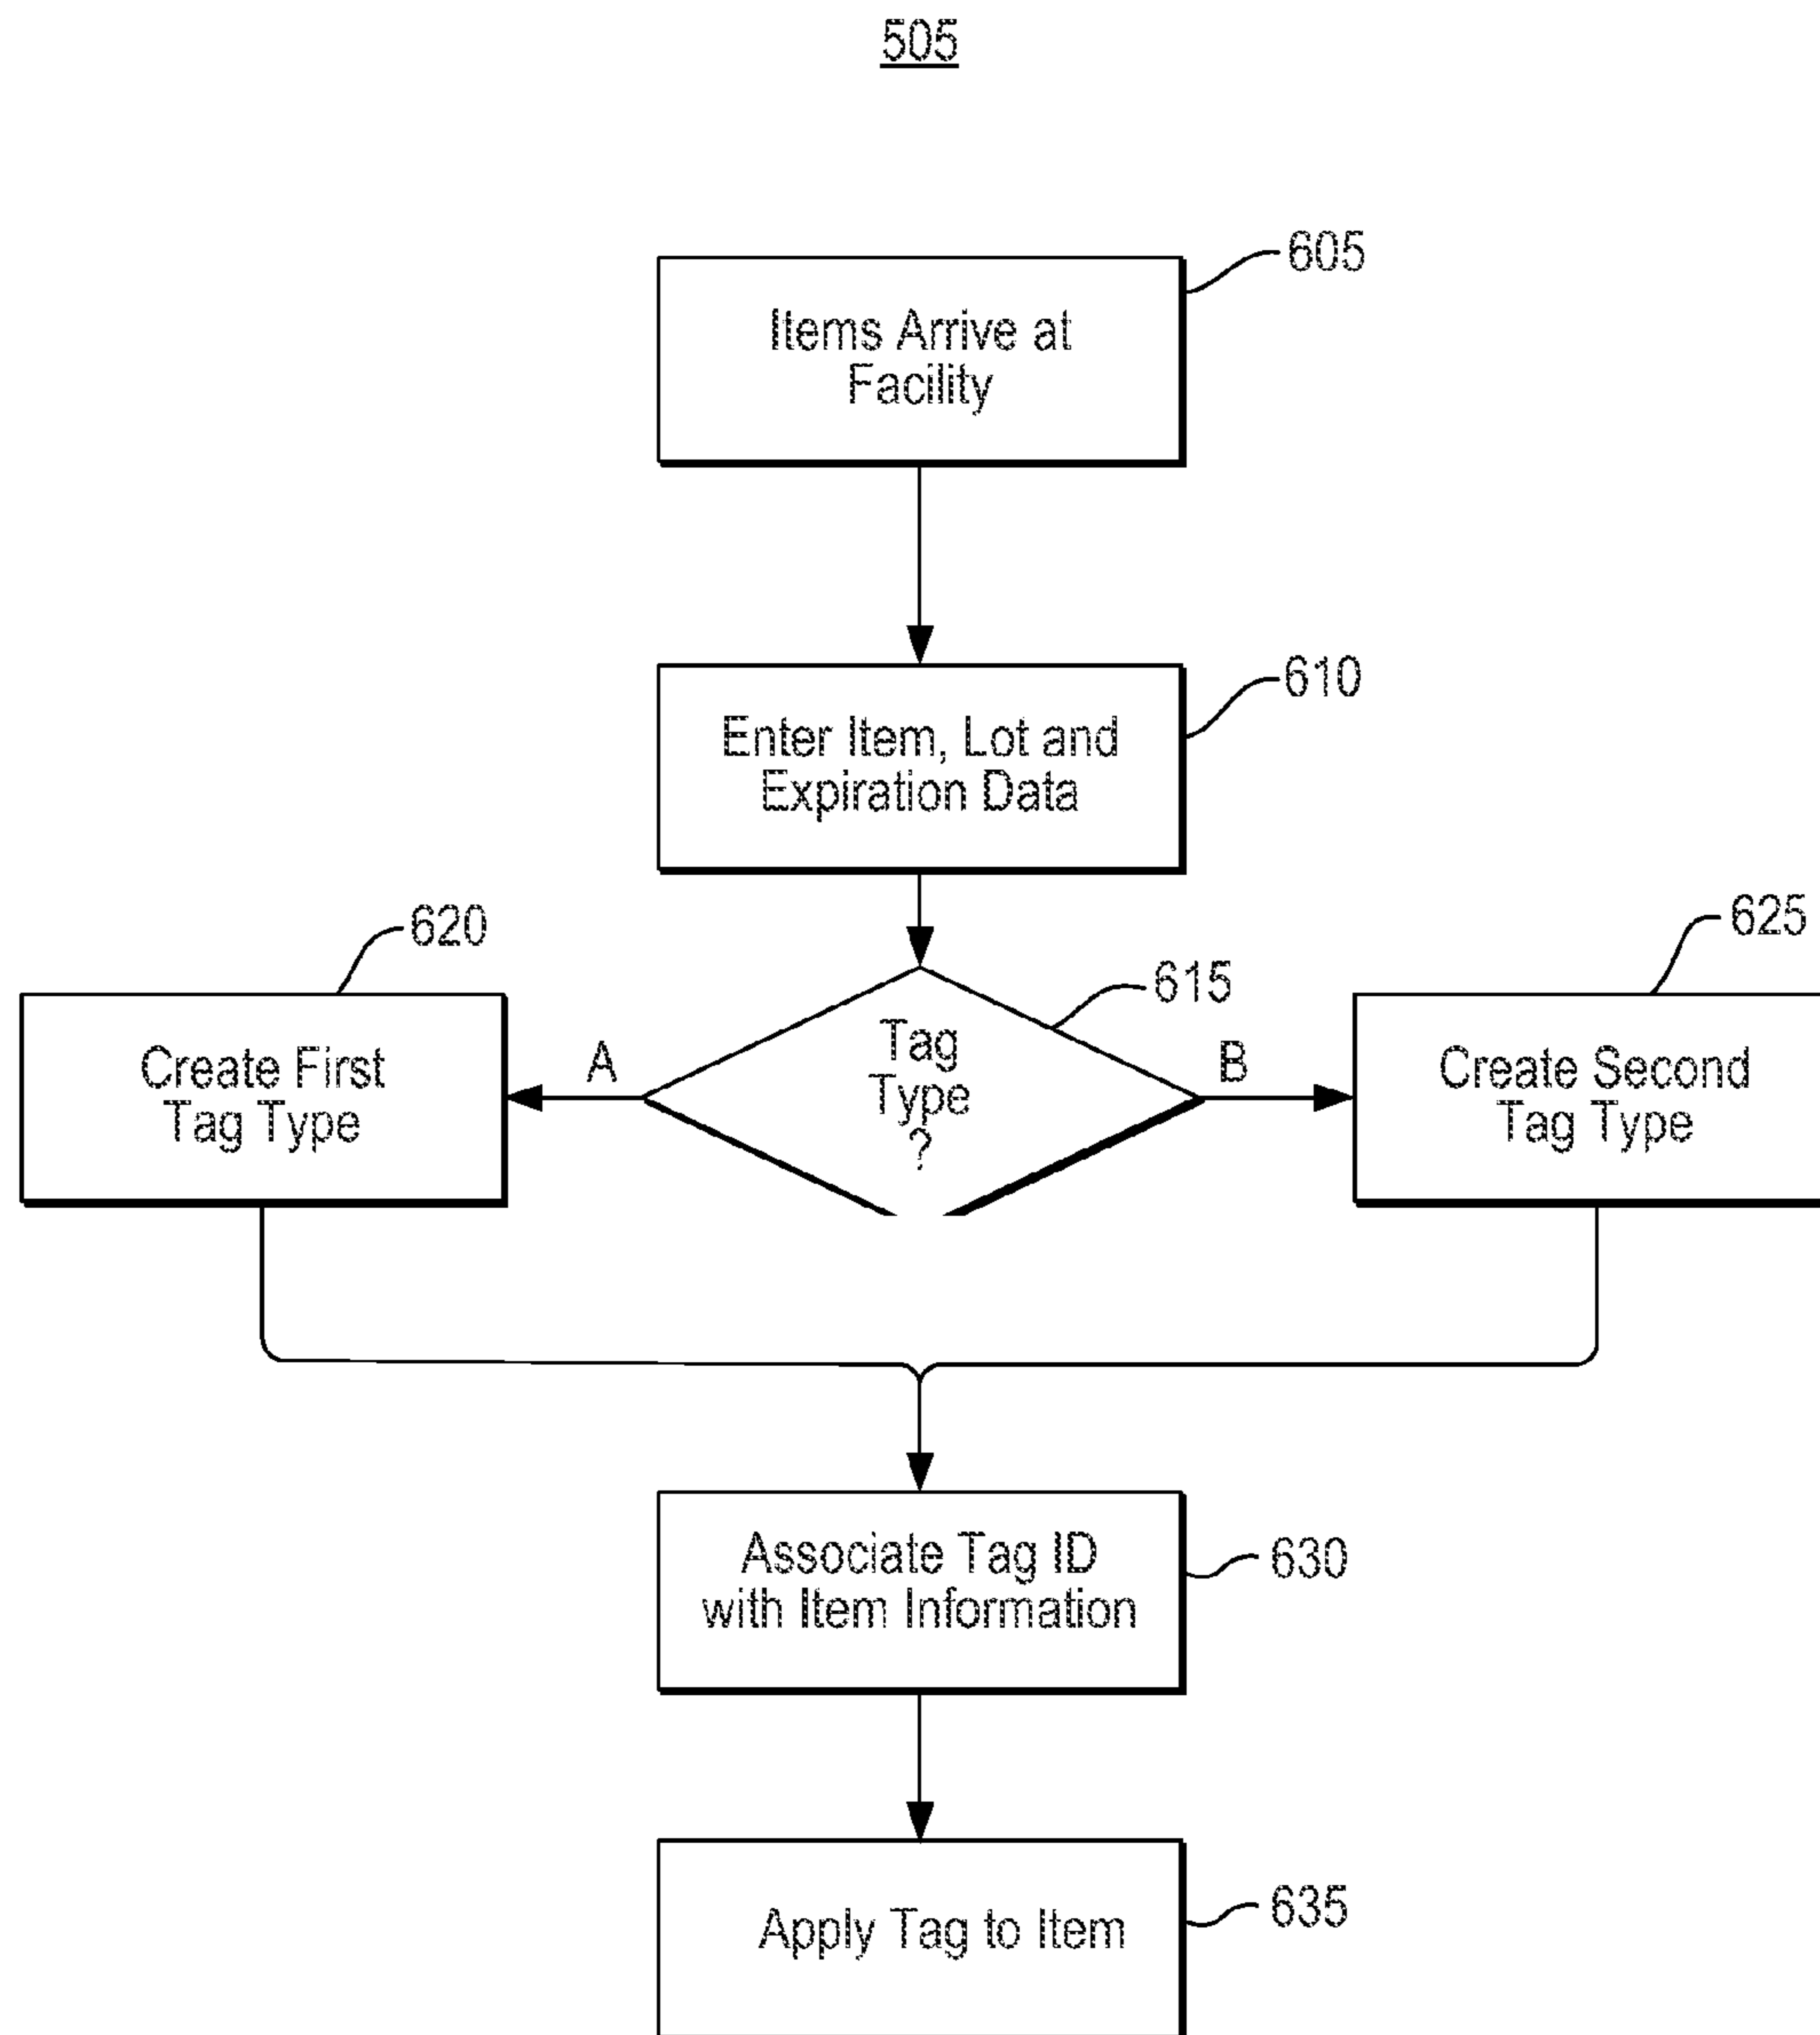 505
605
Items Arrive at
Facility
610
Enter Item, Lot and
Expiration Data
620
615
625
Create First
Tag Type
A
Tag
Type
?
B
Create Second
Tag Type
630
Associate Tag ID
with Item Information
635
Apply Tag to Item